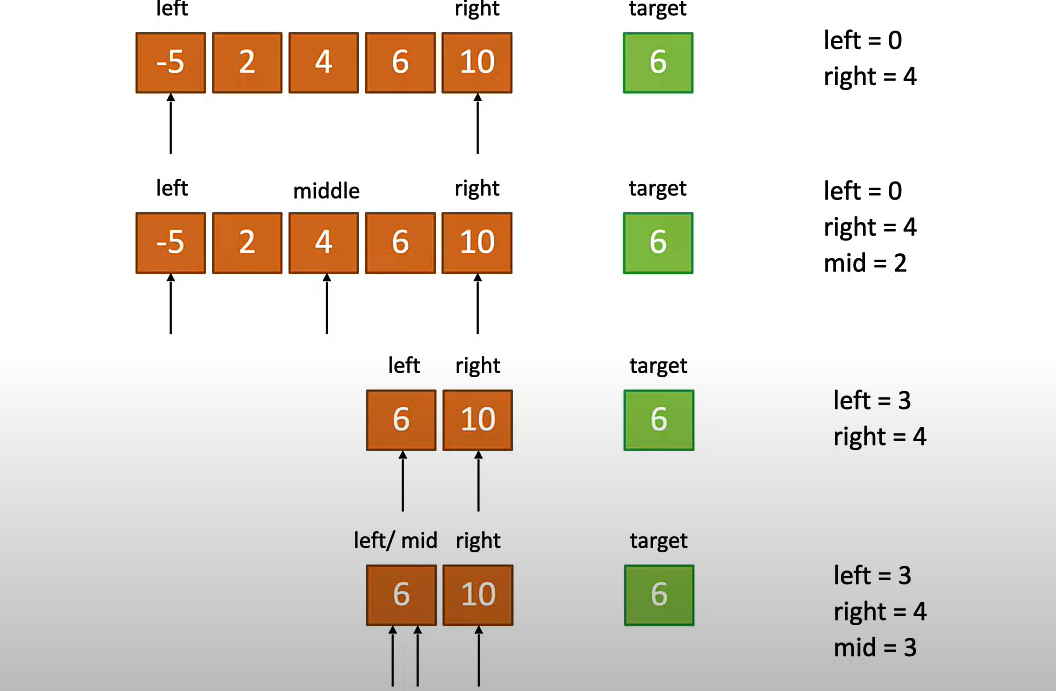 left right target
-5 2 4 6 10 6
left = 0
right = 4
left middle right target
-5 2 4 6 10 6
left = 0
right = 4
mid = 2
left right target
6 10 6
left = 3
right = 4
left/ mid right target
6 10 6
left = 3
right = 4
mid = 3